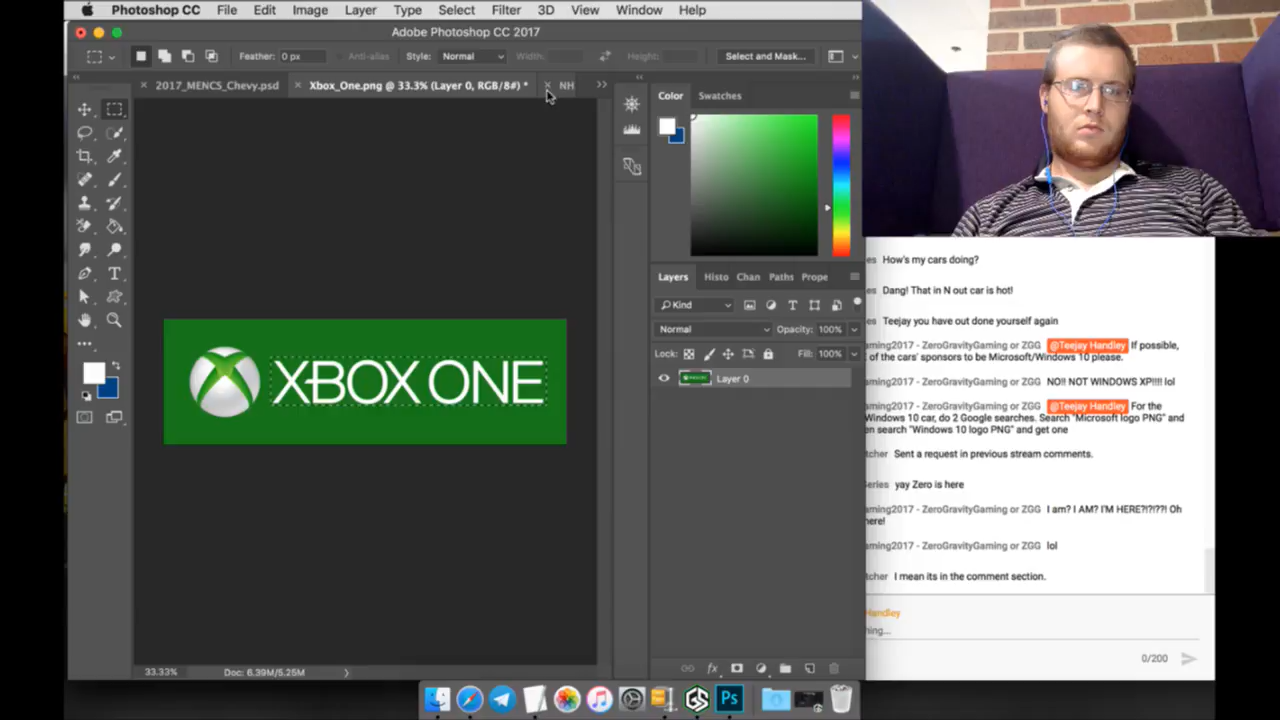 Photoshop CC File Edit Image Layer Type Select Filter 3D View Window Help
Adobe Photoshop CC 2017
Feather: 0 px Anti-alias Style: Normal Width: Height: Select and Mask...
2017_MENCS_Chevy.psd Xbox_One.png @ 33.3% (Layer 0, RGB/8#) * NH
Color Swatches
Layers Histo Chan Paths Prope
Kind
Normal Opacity: 100%
Lock: Fill: 100%
Layer 0
XBOX ONE
33.33% Doc: 6.39M/5.25M
es How's my cars doing?
es Dang! That in N out car is hot!
es Teejay you have out done yourself again
aming2017 - ZeroGravityGaming or ZGG @Teejay Handley If possible,
of the cars' sponsors to be Microsoft/Windows 10 please.
aming2017 - ZeroGravityGaming or ZGG NO!! NOT WINDOWS XP!!!! lol
aming2017 - ZeroGravityGaming or ZGG @Teejay Handley For the
Windows 10 car, do 2 Google searches. Search "Microsoft logo PNG" and
en search "Windows 10 logo PNG" and get one
tcher Sent a request in previous stream comments.
Series yay Zero is here
aming2017 - ZeroGravityGaming or ZGG I am? I AM? I'M HERE?!?!??! Oh
here!
aming2017 - ZeroGravityGaming or ZGG lol
tcher I mean its in the comment section.
Handley
hing...
0/200
Ps